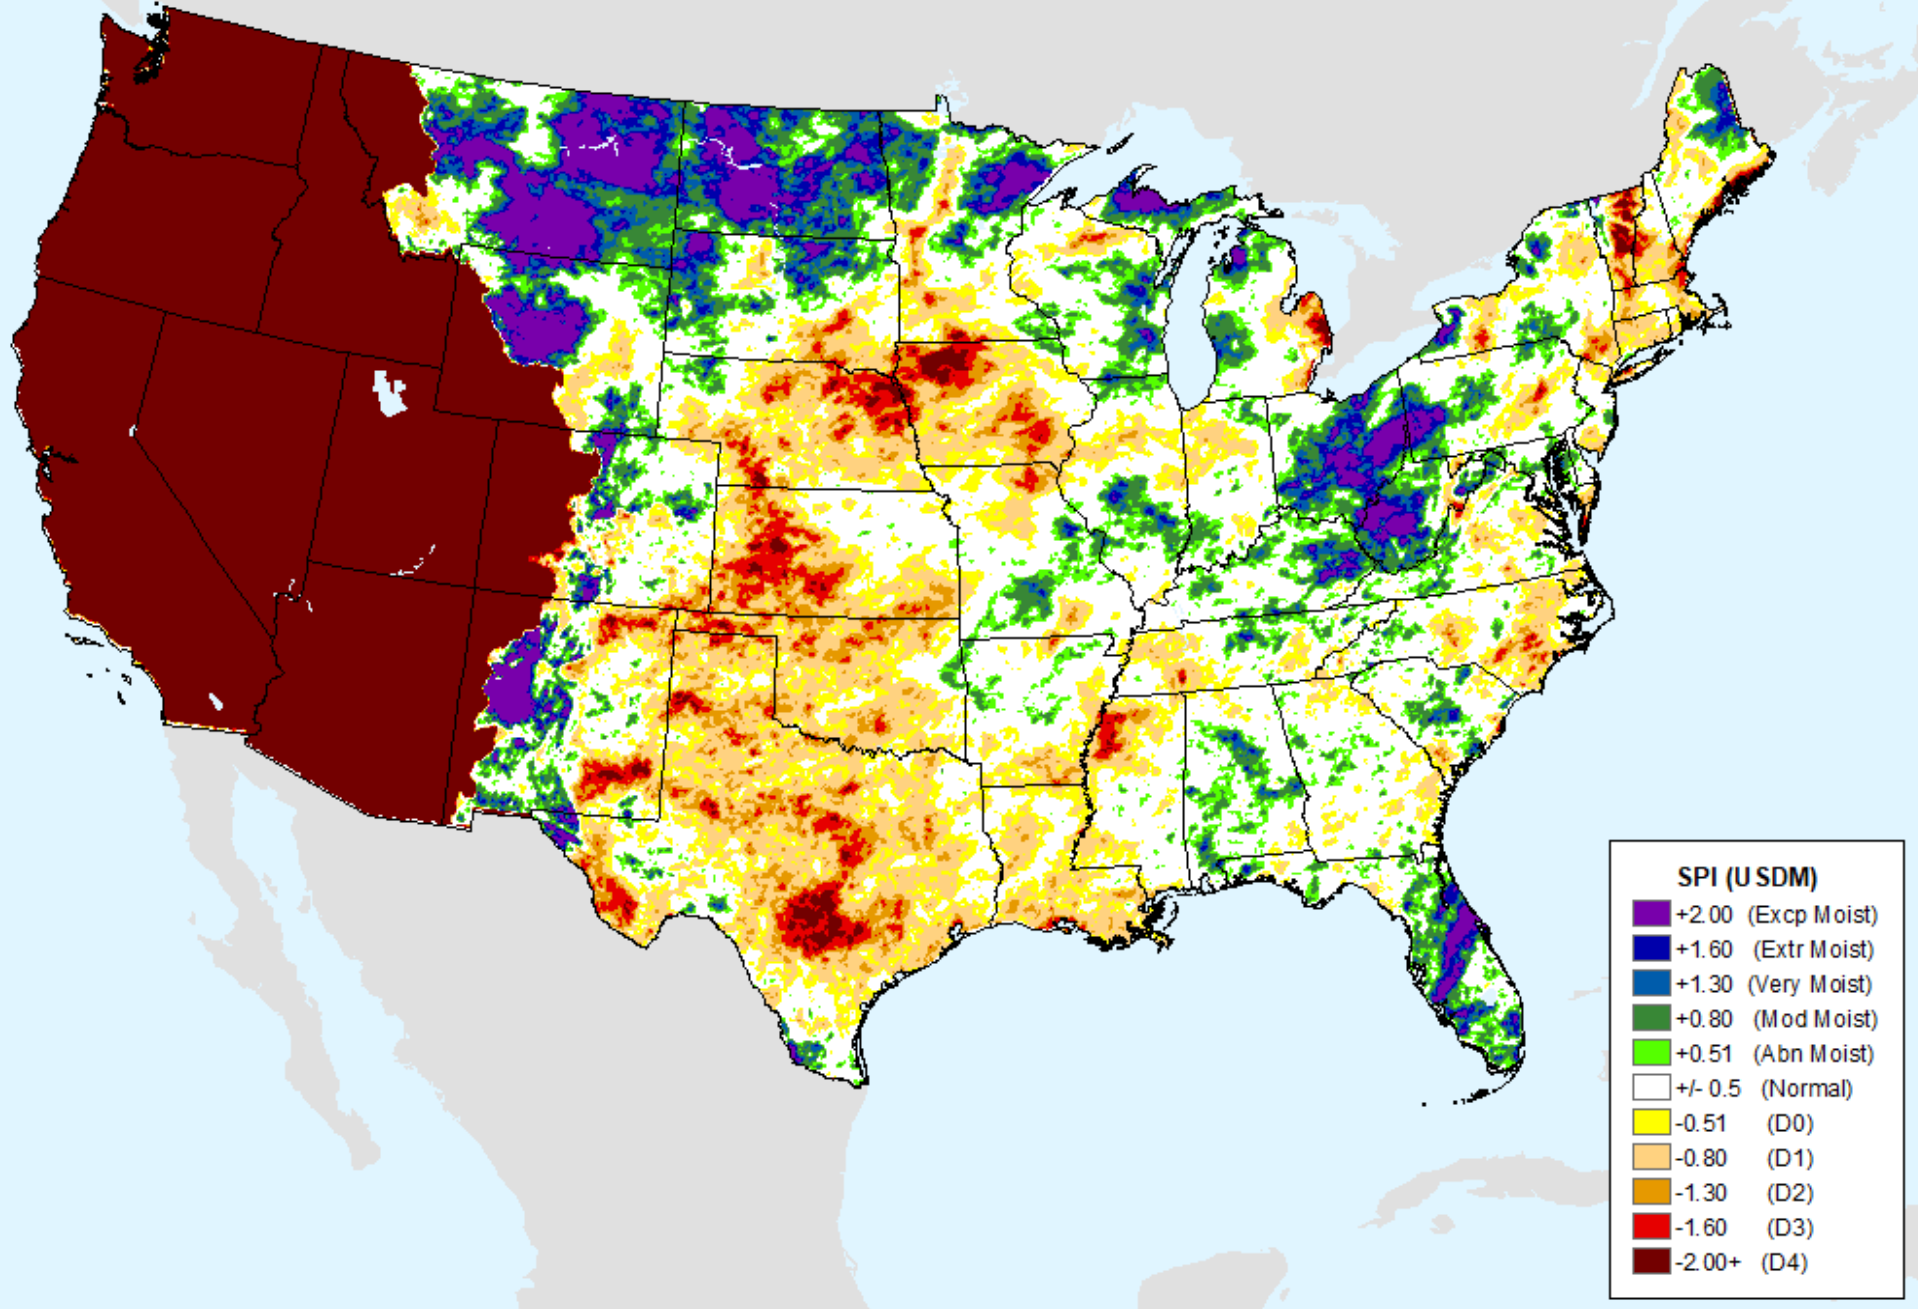 SPI (USDM)
+2.00 (Excp Moist)
+1.60 (Extr Moist)
+1.30 (Very Moist)
+0.80 (Mod Moist)
+0.51 (Abn Moist)
+/- 0.5 (Normal)
-0.51 (D0)
-0.80 (D1)
-1.30 (D2)
-1.60 (D3)
-2.00+ (D4)